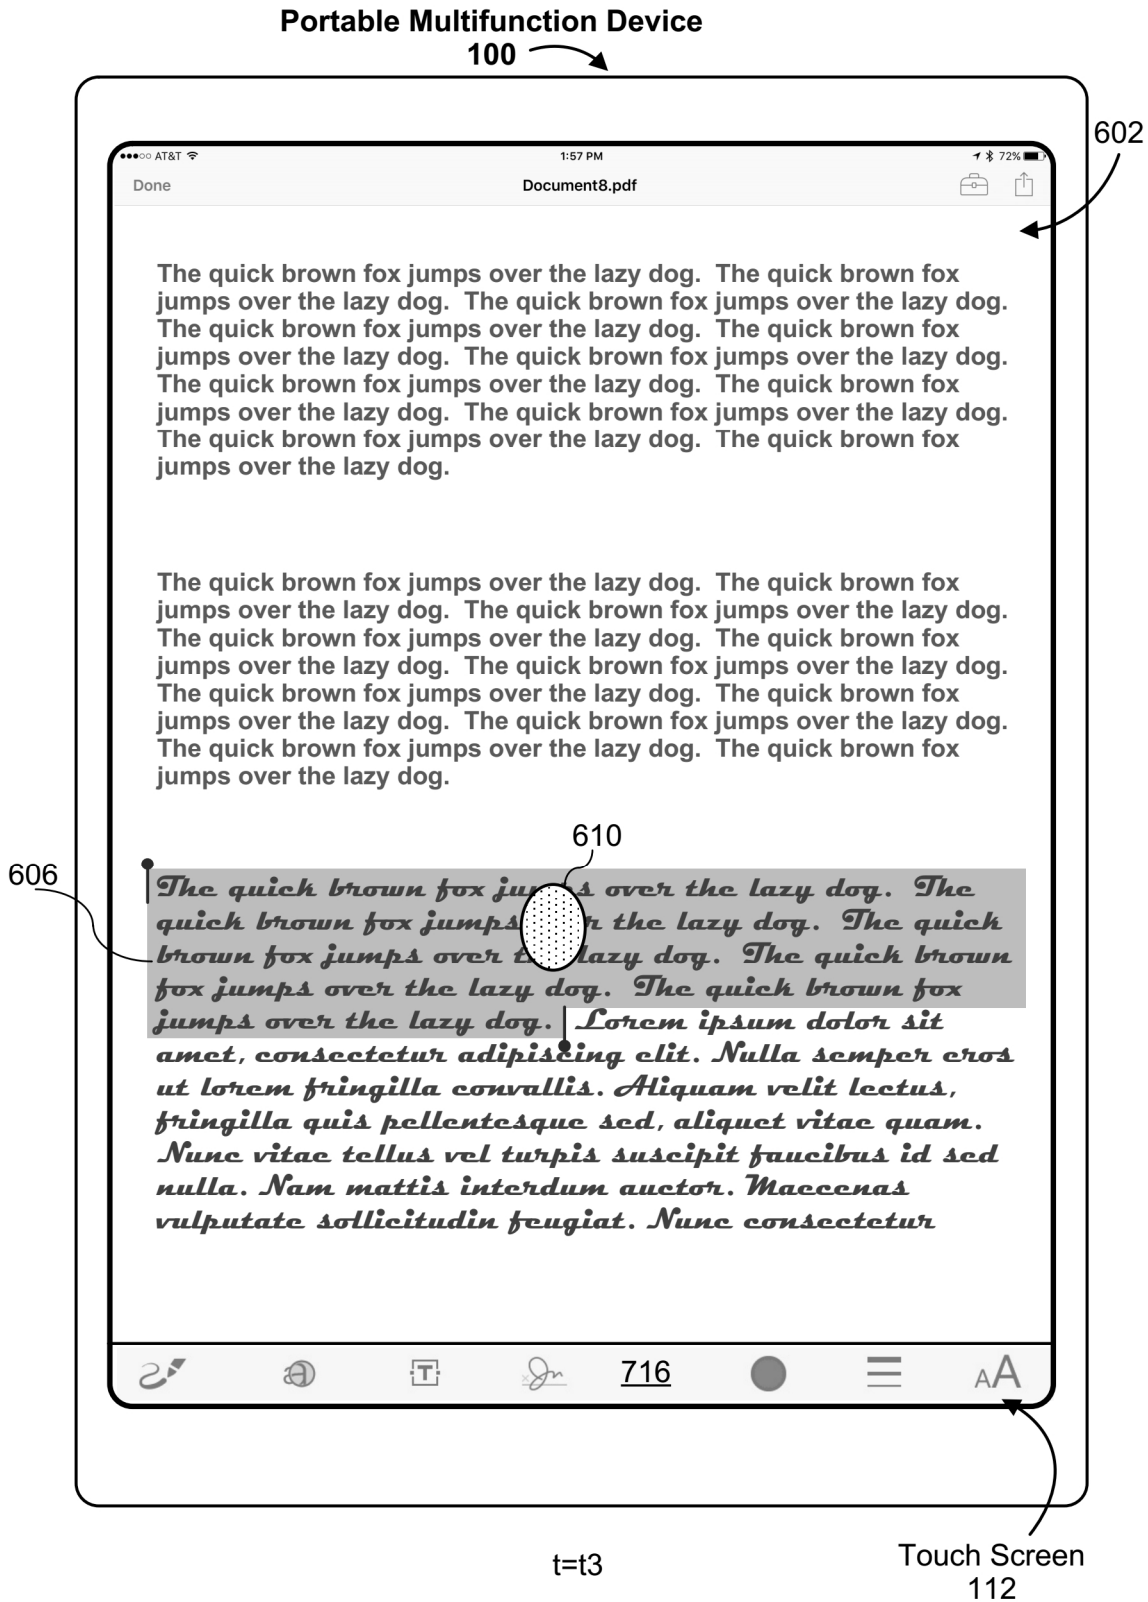 Portable Multifunction Device
100
602
AT&T 1:57 PM 72%
Done Document8.pdf
The quick brown fox jumps over the lazy dog.  The quick brown fox
jumps over the lazy dog.  The quick brown fox jumps over the lazy dog.
The quick brown fox jumps over the lazy dog.  The quick brown fox
jumps over the lazy dog.  The quick brown fox jumps over the lazy dog.
The quick brown fox jumps over the lazy dog.  The quick brown fox
jumps over the lazy dog.  The quick brown fox jumps over the lazy dog.
The quick brown fox jumps over the lazy dog.  The quick brown fox
jumps over the lazy dog.
The quick brown fox jumps over the lazy dog.  The quick brown fox
jumps over the lazy dog.  The quick brown fox jumps over the lazy dog.
The quick brown fox jumps over the lazy dog.  The quick brown fox
jumps over the lazy dog.  The quick brown fox jumps over the lazy dog.
The quick brown fox jumps over the lazy dog.  The quick brown fox
jumps over the lazy dog.  The quick brown fox jumps over the lazy dog.
The quick brown fox jumps over the lazy dog.  The quick brown fox
jumps over the lazy dog.
610
606
The quick brown fox jumps over the lazy dog.  The
quick brown fox jumps the lazy dog.  The quick
brown fox jumps over lazy dog.  The quick brown
fox jumps over the lazy dog.  The quick brown fox
jumps over the lazy dog.  Lorem ipsum dolor sit
amet, consectetur adipiscing elit. Nulla semper eros
ut lorem fringilla convallis. Aliquam velit lectus,
fringilla quis pellentesque sed, aliquet vitae quam.
Nunc vitae tellus vel turpis suscipit faucibus id sed
nulla. Nam mattis interdum auctor. Maecenas
vulputate sollicitudin feugiat. Nunc consectetur
a T 716 AA
t=t3
Touch Screen
112